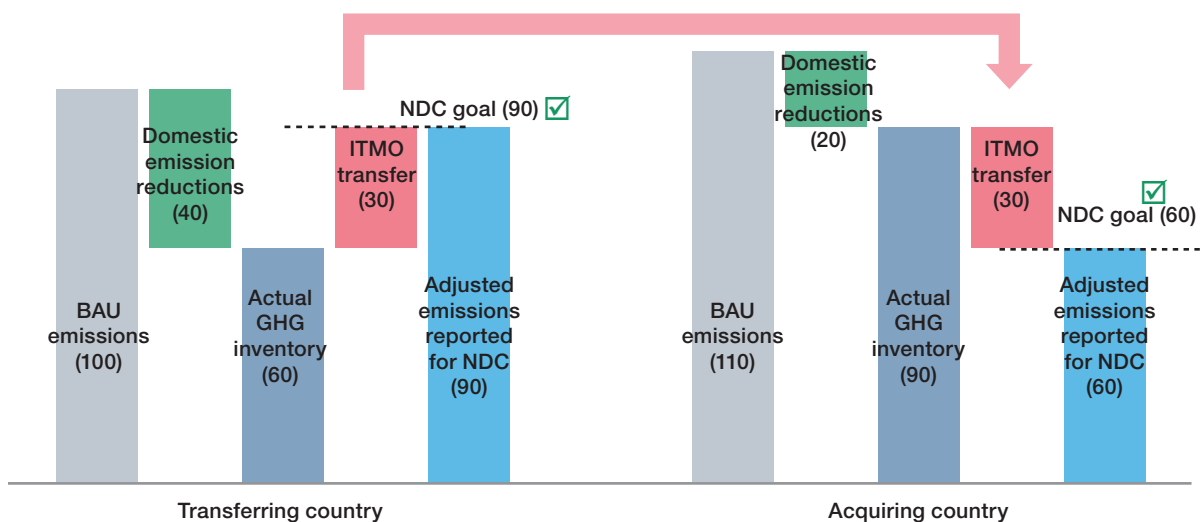 BAU
emissions
(100)
Domestic
emission
reductions
(40)
Actual
GHG
inventory
(60)
ITMO
transfer
(30)
NDC goal (90)
Adjusted
emissions
reported
for NDC
(90)
Transferring country
BAU
emissions
(110)
Domestic
emission
reductions
(20)
Actual
GHG
inventory
(90)
ITMO
transfer
(30)
NDC goal (60)
Adjusted
emissions
reported
for NDC
(60)
Acquiring country